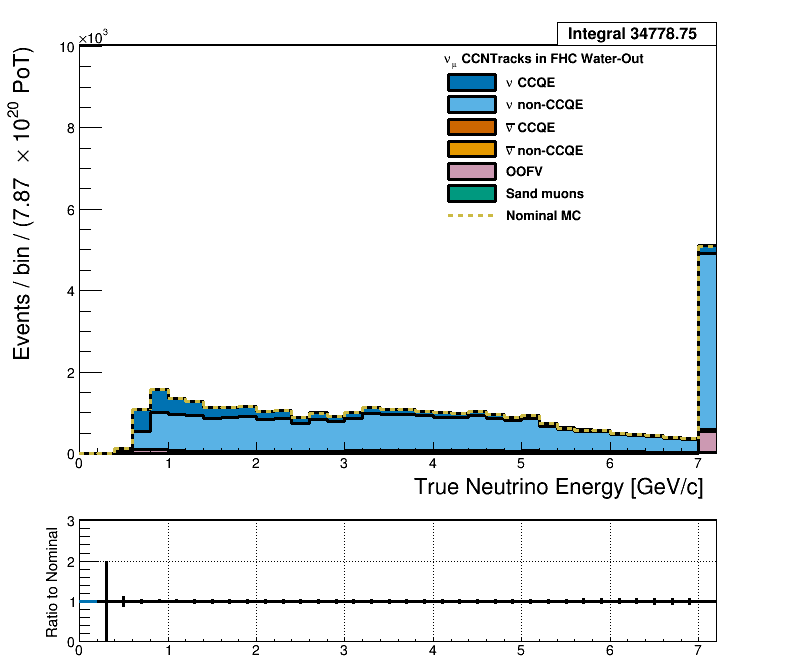 Integral 34778.75
×10³
ν_μ CCNTracks in FHC Water-Out
ν CCQE
ν non-CCQE
ν̅ CCQE
ν̅ non-CCQE
OOFV
Sand muons
Nominal MC
Events / bin / (7.87 × 10²⁰ PoT)
10
8
6
4
2
0
0 1 2 3 4 5 6 7
True Neutrino Energy [GeV/c]
Ratio to Nominal
3
2
1
0
0 1 2 3 4 5 6 7